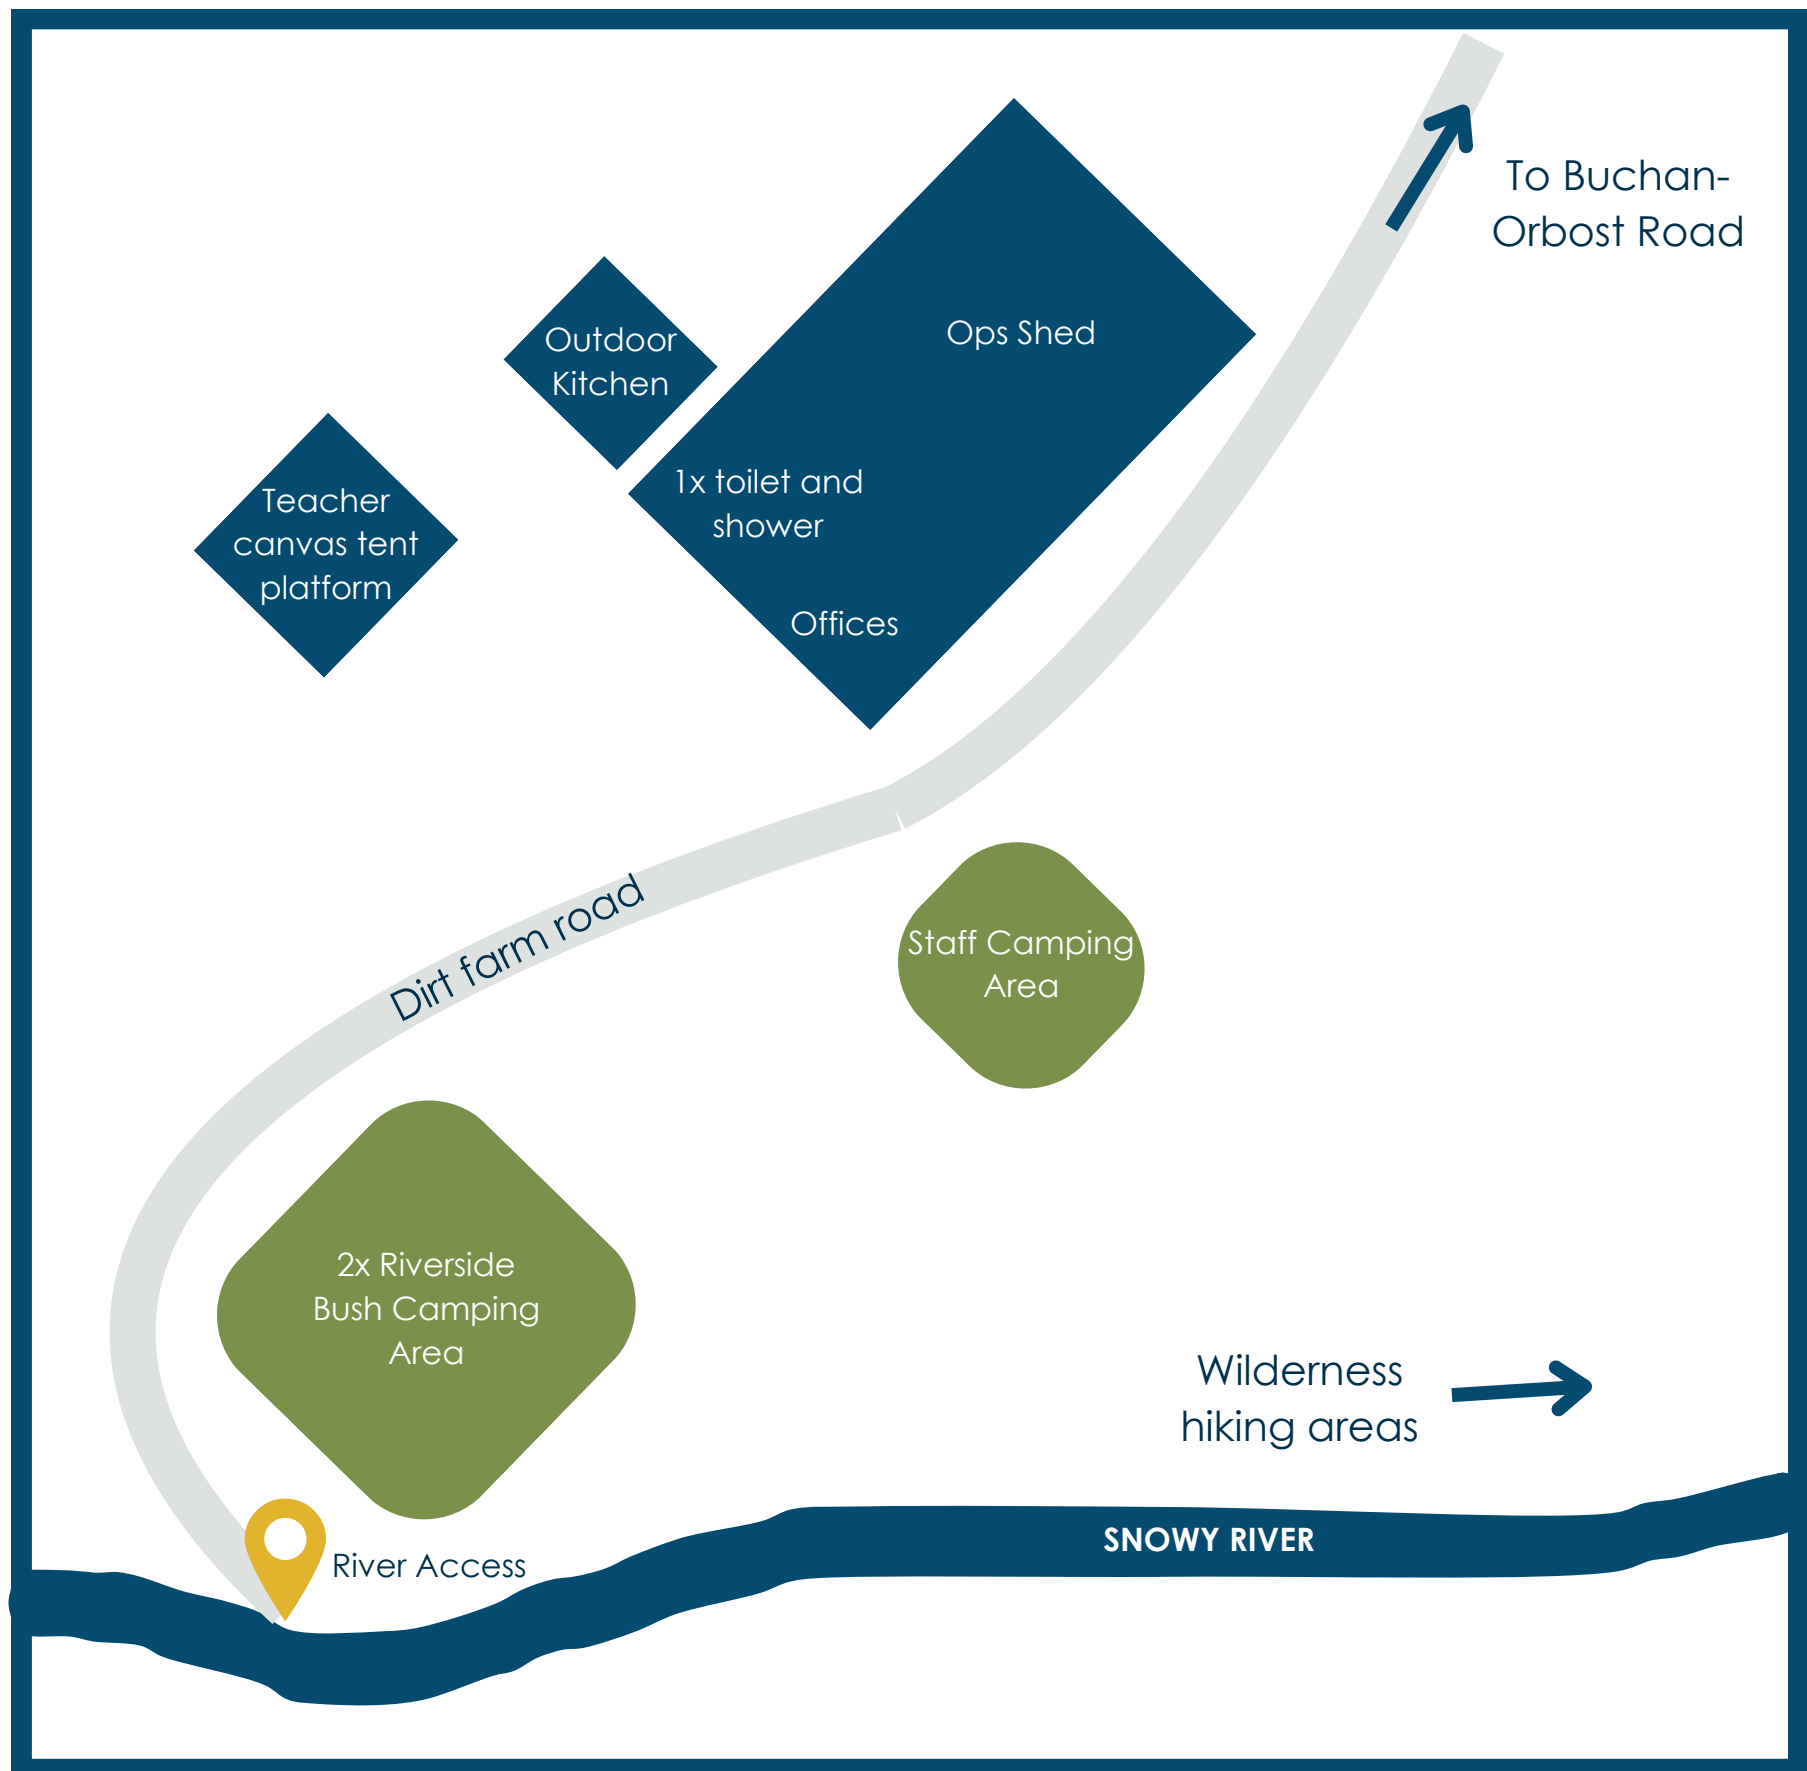 To Buchan-
Orbost Road
Ops Shed
Outdoor
Kitchen
1x toilet and
shower
Teacher
canvas tent
platform
Offices
Dirt farm road
Staff Camping
Area
2x Riverside
Bush Camping
Area
Wilderness
hiking areas
SNOWY RIVER
River Access